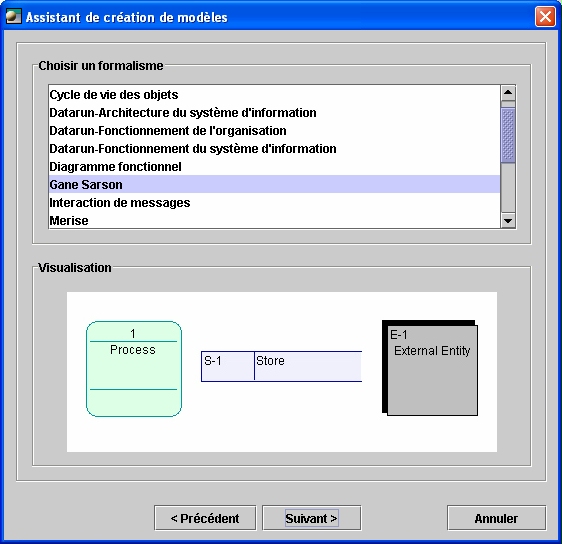 Assistant de création de modèles
Choisir un formalisme
Cycle de vie des objets
Datarun-Architecture du système d'information
Datarun-Fonctionnement de l'organisation
Datarun-Fonctionnement du système d'information
Diagramme fonctionnel
Gane Sarson
Interaction de messages
Merise
Visualisation
1
Process
S-1 Store
E-1
External Entity
< Précédent Suivant > Annuler